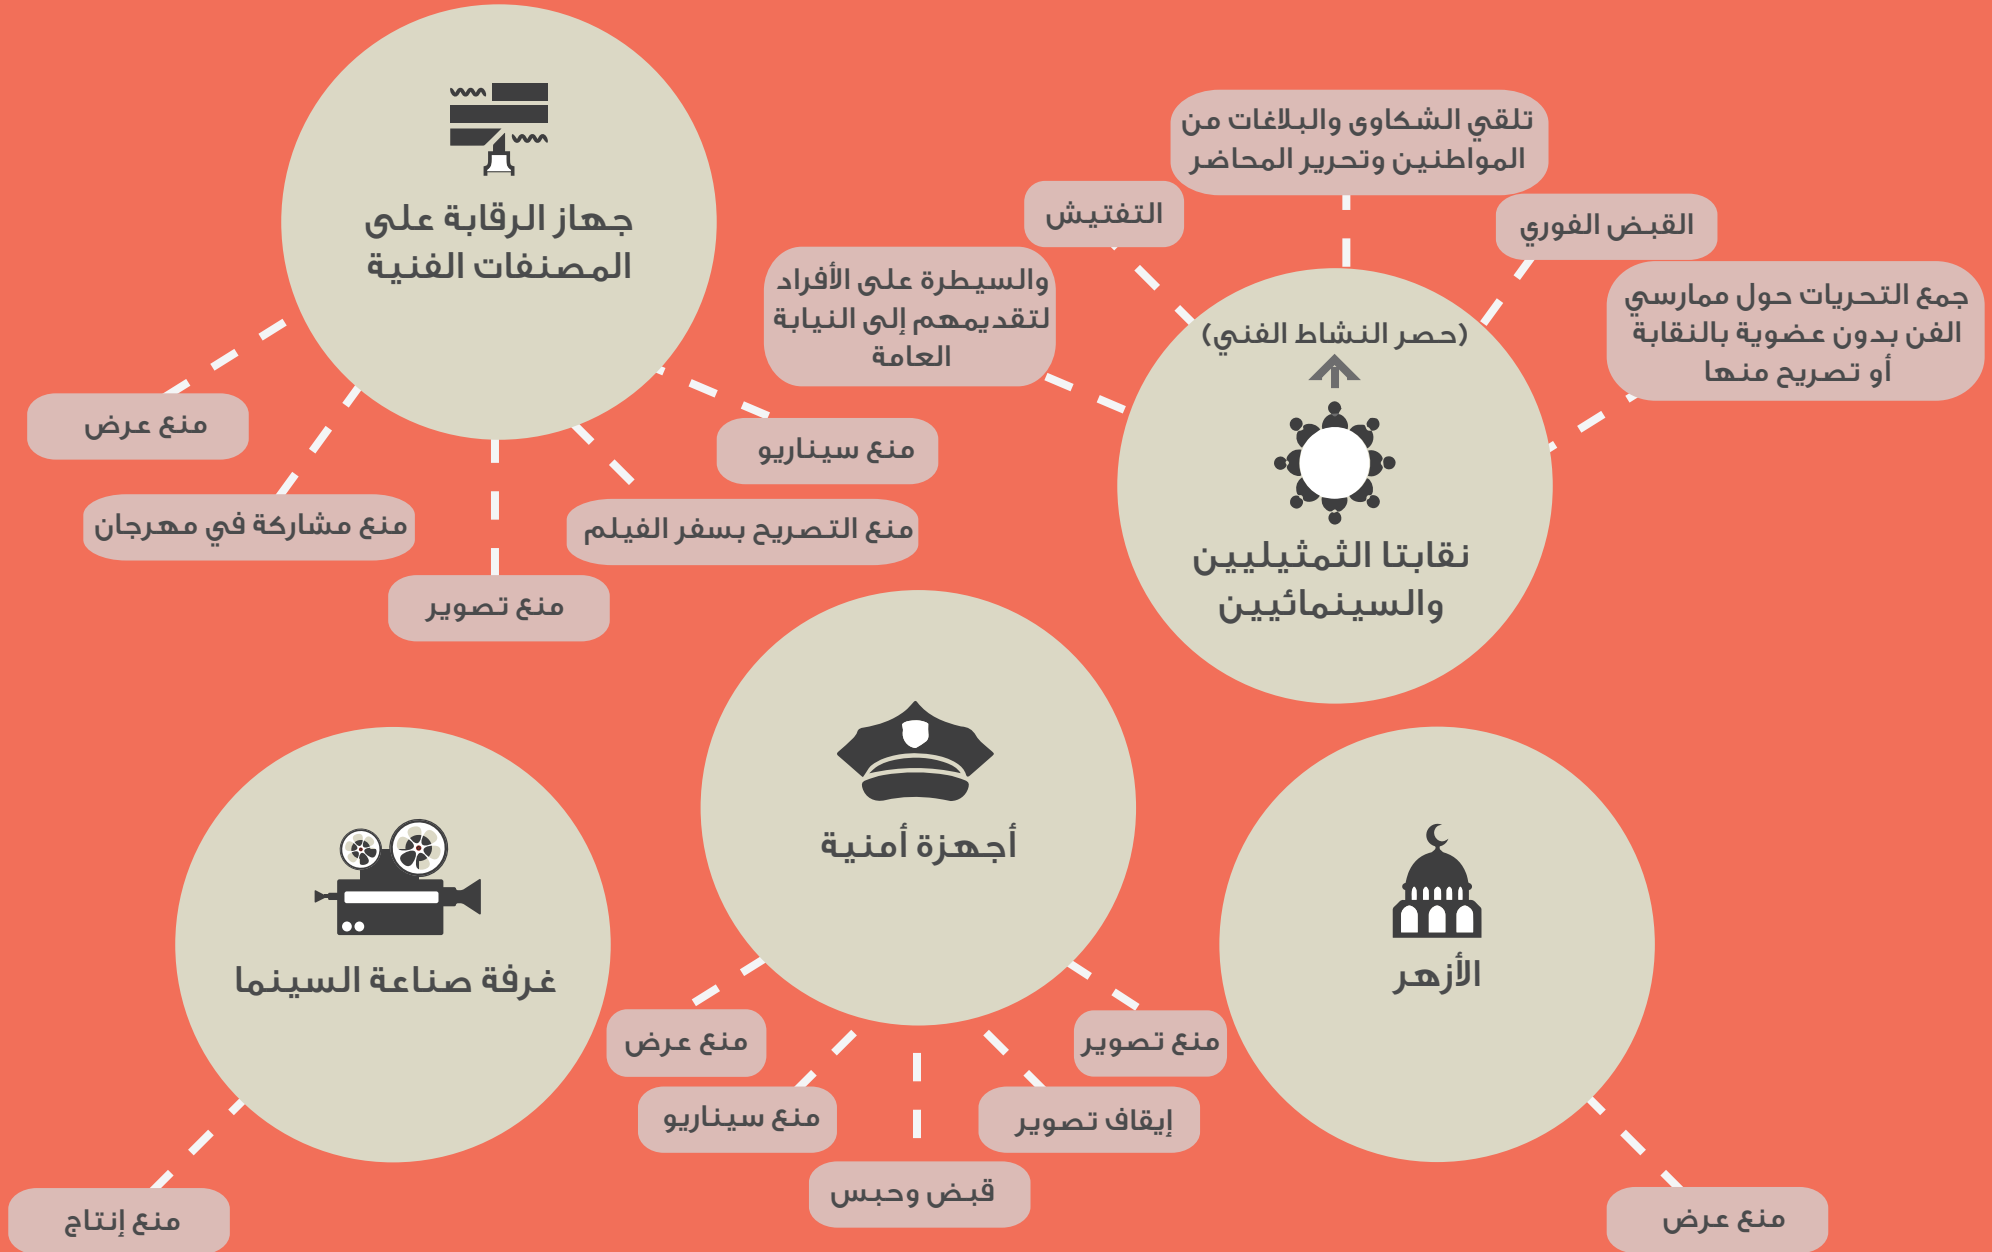 جهاز الرقابة على
المصنفات الفنية
منع عرض
منع مشاركة في مهرجان
منع تصوير
منع التصريح بسفر الفيلم
منع سيناريو
تلقي الشكاوى والبلاغات من
المواطنين وتحرير المحاضر
التفتيش
القبض الفوري
والسيطرة على الأفراد
لتقديمهم إلى النيابة
العامة
جمع التحريات حول ممارسي
الفن بدون عضوية بالنقابة
أو تصريح منها
(حصر النشاط الفني)
نقابتا الثمثيليين
والسينمائيين
أجهزة أمنية
منع تصوير
إيقاف تصوير
قبض وحبس
منع سيناريو
منع عرض
غرفة صناعة السينما
منع إنتاج
الأزهر
منع عرض